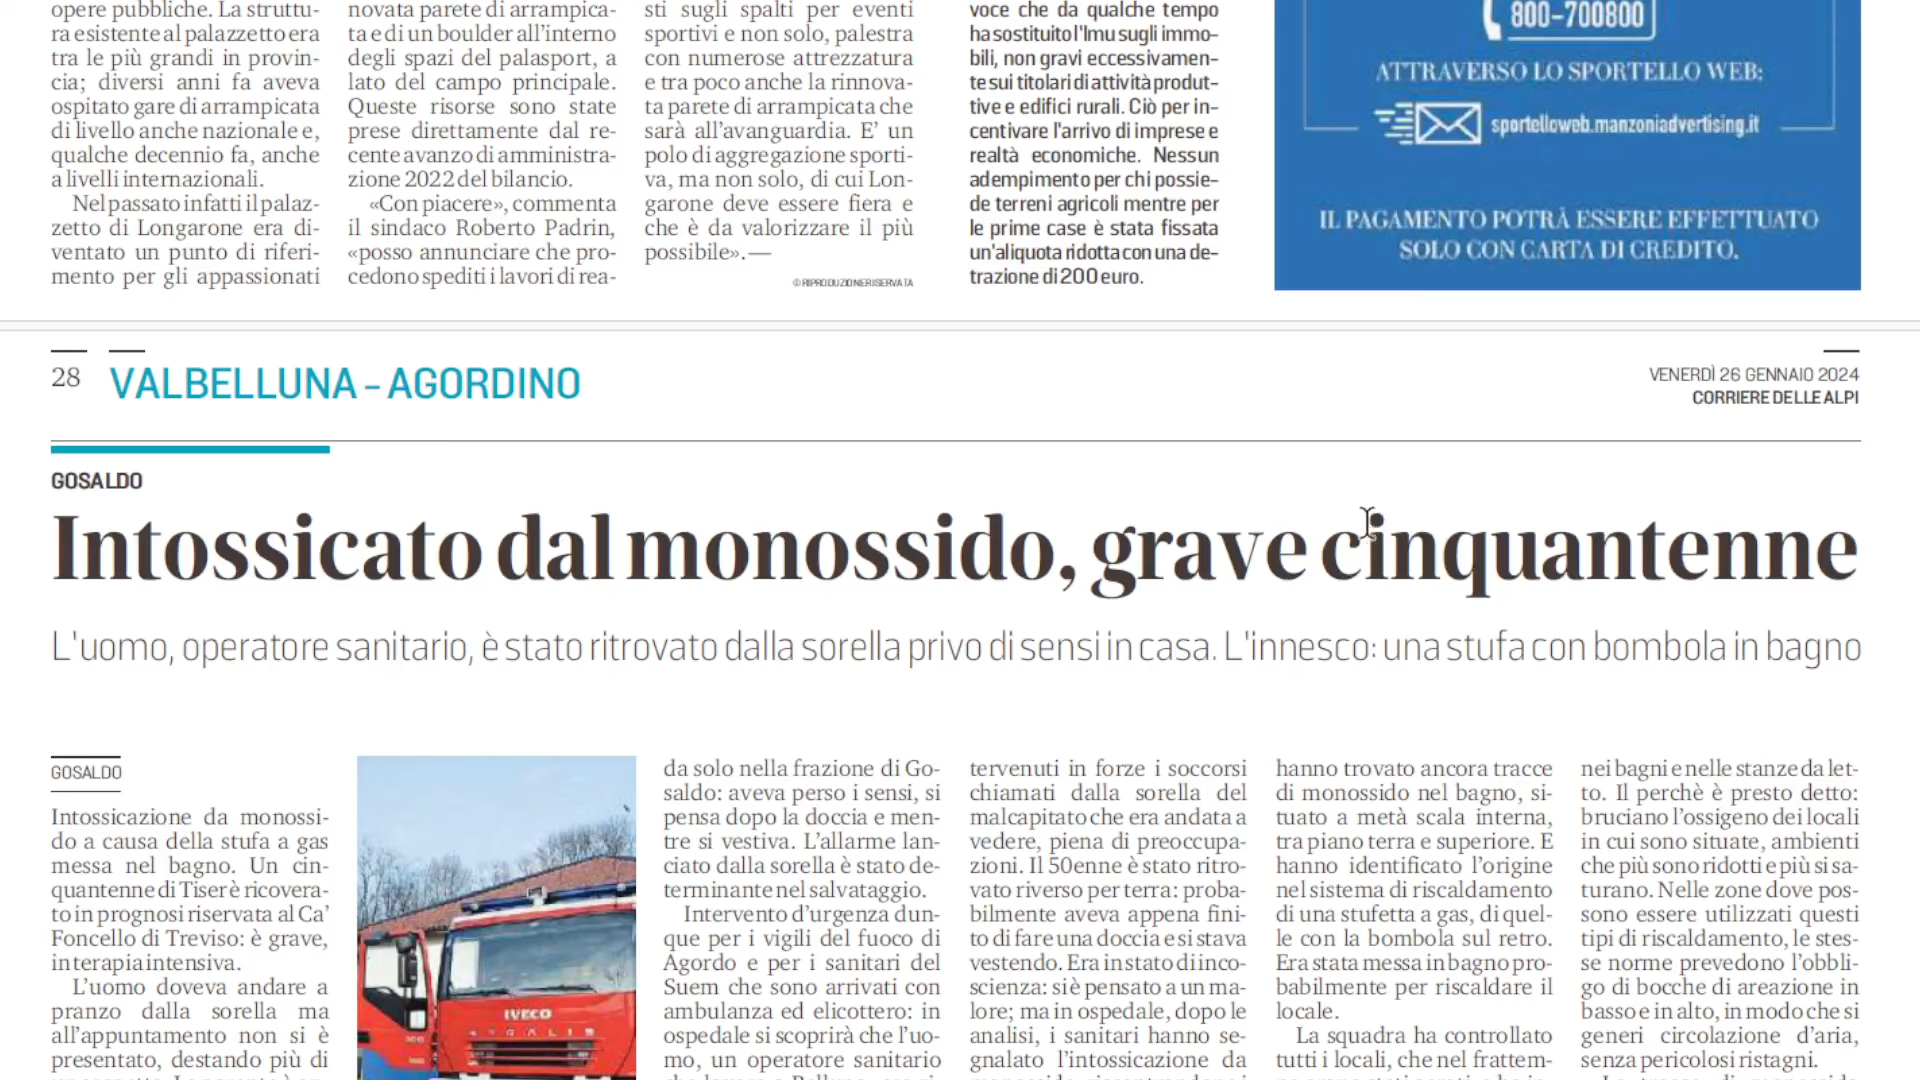 opere pubbliche. La struttu-
ra esistente al palazzetto era
tra le più grandi in provin-
cia; diversi anni fa aveva
ospitato gare di arrampicata
di livello anche nazionale e,
qualche decennio fa, anche
a livelli internazionali.
Nel passato infatti il palaz-
zetto di Longarone era di-
ventato un punto di riferi-
mento per gli appassionati
novata parete di arrampica-
ta e di un boulder all'interno
degli spazi del palasport, a
lato del campo principale.
Queste risorse sono state
prese direttamente dal re-
cente avanzo di amministra-
zione 2022 del bilancio.
«Con piacere», commenta
il sindaco Roberto Padrin,
«posso annunciare che pro-
cedono spediti i lavori di rea-
sti sugli spalti per eventi
sportivi e non solo, palestra
con numerose attrezzatura
e tra poco anche la rinnova-
ta parete di arrampicata che
sarà all'avanguardia. E' un
polo di aggregazione sporti-
va, ma non solo, di cui Lon-
garone deve essere fiera e
che è da valorizzare il più
possibile». —
© RIPRODUZIONE RISERVATA
voce che da qualche tempo
ha sostituito l'Imu sugli immo-
bili, non gravi eccessivamen-
te sui titolari di attività produt-
tive e edifici rurali. Ciò per in-
centivare l'arrivo di imprese e
realtà economiche. Nessun
adempimento per chi possie-
de terreni agricoli mentre per
le prime case è stata fissata
un'aliquota ridotta con una de-
trazione di 200 euro.
800-700800
ATTRAVERSO LO SPORTELLO WEB:
sportelloweb.manzoniadvertising.it
IL PAGAMENTO POTRÀ ESSERE EFFETTUATO
SOLO CON CARTA DI CREDITO.
28 VALBELLUNA - AGORDINO
VENERDÌ 26 GENNAIO 2024
CORRIERE DELLE ALPI
GOSALDO
Intossicato dal monossido, grave cinquantenne
L'uomo, operatore sanitario, è stato ritrovato dalla sorella privo di sensi in casa. L'innesco: una stufa con bombola in bagno
GOSALDO
Intossicazione da monossi-
do a causa della stufa a gas
messa nel bagno. Un cin-
quantenne di Tiser è ricovera-
to in prognosi riservata al Ca'
Foncello di Treviso: è grave,
in terapia intensiva.
L'uomo doveva andare a
pranzo dalla sorella ma
all'appuntamento non si è
presentato, destando più di
IVECO
STRALIS
da solo nella frazione di Go-
saldo: aveva perso i sensi, si
pensa dopo la doccia e men-
tre si vestiva. L'allarme lan-
ciato dalla sorella è stato de-
terminante nel salvataggio.
Intervento d'urgenza dun-
que per i vigili del fuoco di
Agordo e per i sanitari del
Suem che sono arrivati con
ambulanza ed elicottero: in
ospedale si scoprirà che l'uo-
mo, un operatore sanitario
tervenuti in forze i soccorsi
chiamati dalla sorella del
malcapitato che era andata a
vedere, piena di preoccupa-
zioni. Il 50enne è stato ritro-
vato riverso per terra: proba-
bilmente aveva appena fini-
to di fare una doccia e si stava
vestendo. Era in stato di inco-
scienza: si è pensato a un ma-
lore; ma in ospedale, dopo le
analisi, i sanitari hanno se-
gnalato l'intossicazione da
hanno trovato ancora tracce
di monossido nel bagno, si-
tuato a metà scala interna,
tra piano terra e superiore. E
hanno identificato l'origine
nel sistema di riscaldamento
di una stufetta a gas, di quel-
le con la bombola sul retro.
Era stata messa in bagno pro-
babilmente per riscaldare il
locale.
La squadra ha controllato
tutti i locali, che nel frattem-
nei bagni e nelle stanze da let-
to. Il perchè è presto detto:
bruciano l'ossigeno dei locali
in cui sono situate, ambienti
che più sono ridotti e più si sa-
turano. Nelle zone dove pos-
sono essere utilizzati questi
tipi di riscaldamento, le stes-
se norme prevedono l'obbli-
go di bocche di areazione in
basso e in alto, in modo che si
generi circolazione d'aria,
senza pericolosi ristagni.